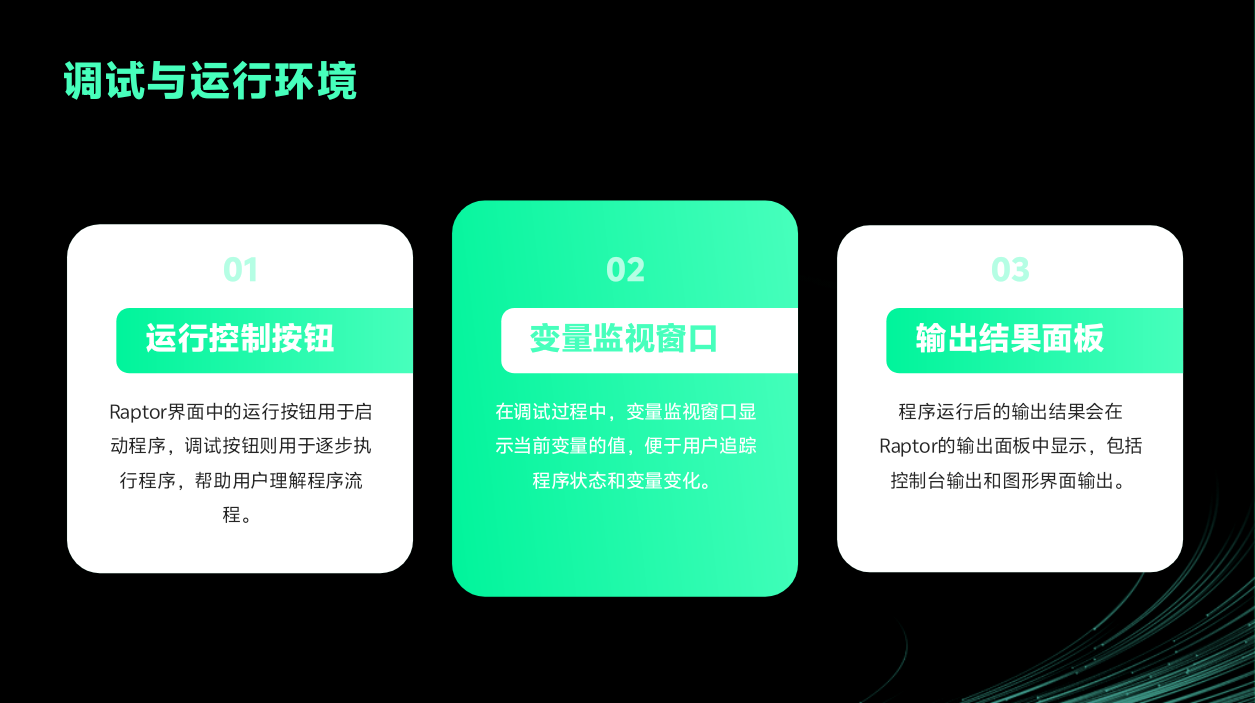 调试与运行环境
01
运行控制按钮
Raptor界面中的运行按钮用于启
动程序，调试按钮则用于逐步执
行程序，帮助用户理解程序流
程。
02
变量监视窗口
在调试过程中，变量监视窗口显
示当前变量的值，便于用户追踪
程序状态和变量变化。
03
输出结果面板
程序运行后的输出结果会在
Raptor的输出面板中显示，包括
控制台输出和图形界面输出。